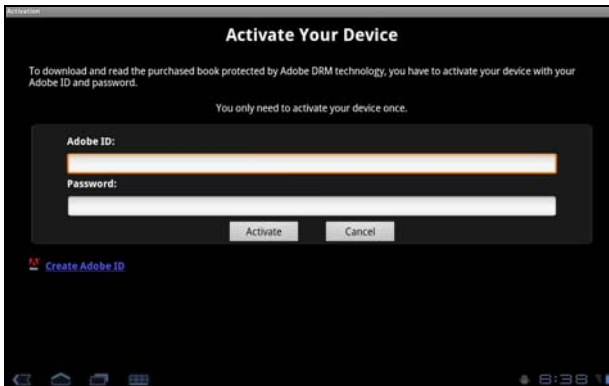 Activation
Activate Your Device
To download and read the purchased book protected by Adobe DRM technology, you have to activate your device with your
Adobe ID and password.
You only need to activate your device once.
Adobe ID:
Password:
Activate Cancel
Create Adobe ID
8:38